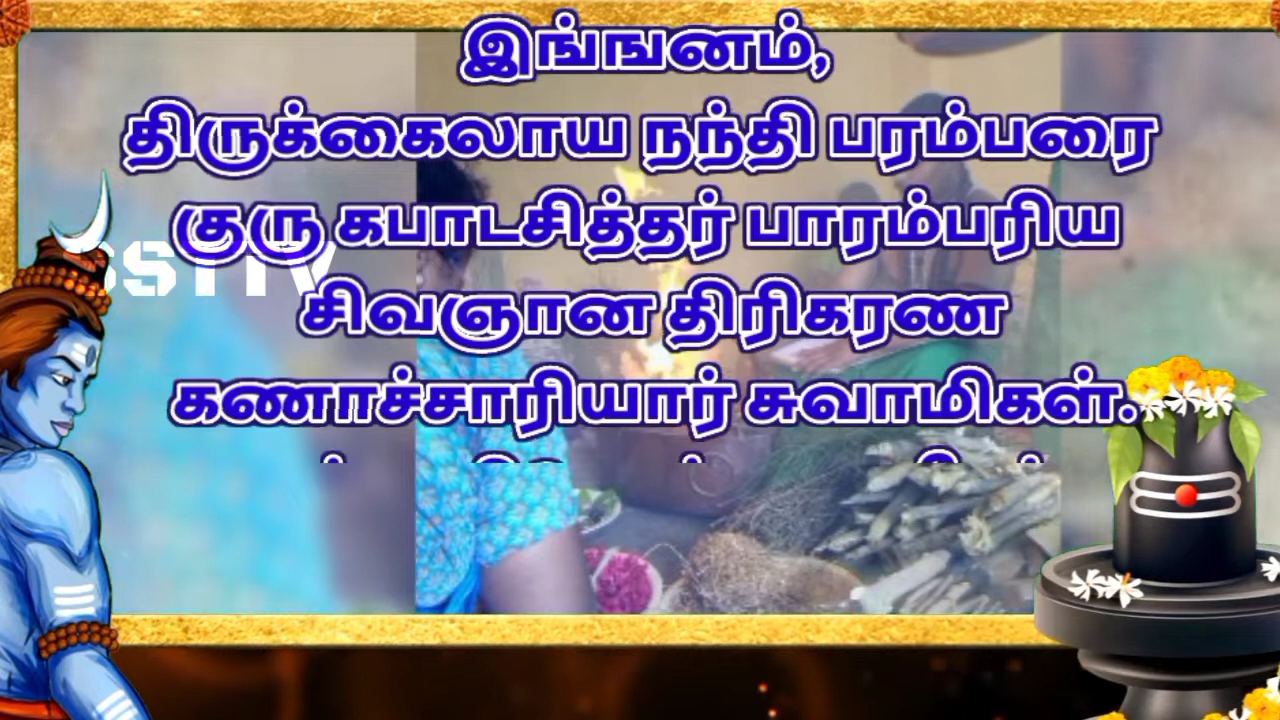 இங்ஙனம்,
திருக்கைலாய நந்தி பரம்பரை
குரு கபாடசித்தர் பாரம்பரிய
சிவஞான திரிகரண
கணாச்சாரியார் சுவாமிகள்.